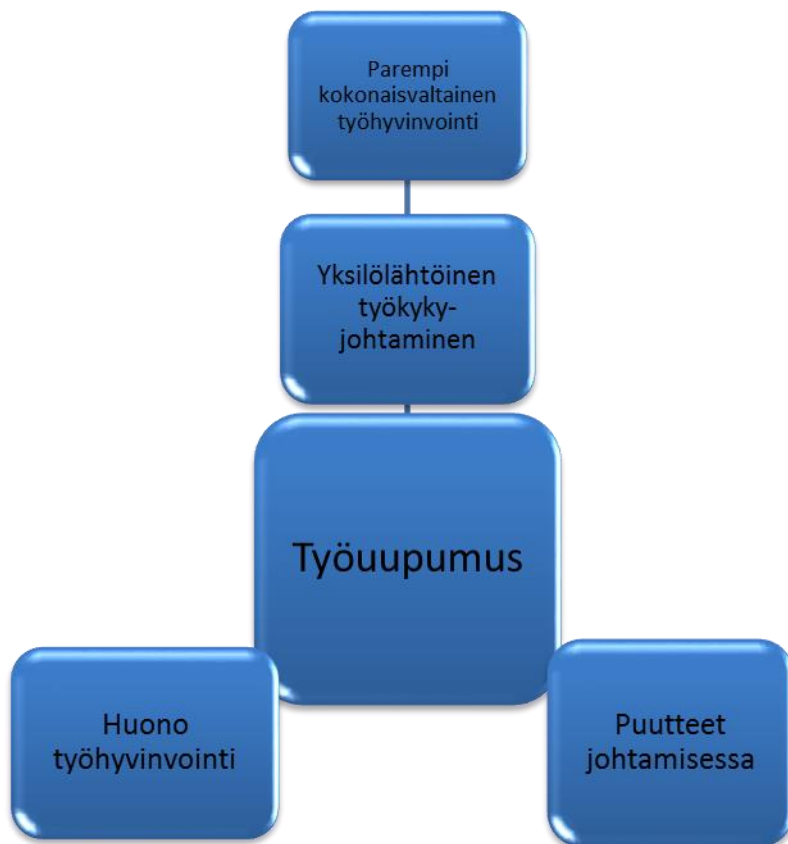 Parempi
kokonaisvaltainen
työhyvinvointi
Yksilölähtöinen
työkyky-
johtaminen
Työuupumus
Huono
työhyvinvointi
Puutteet
johtamisessa